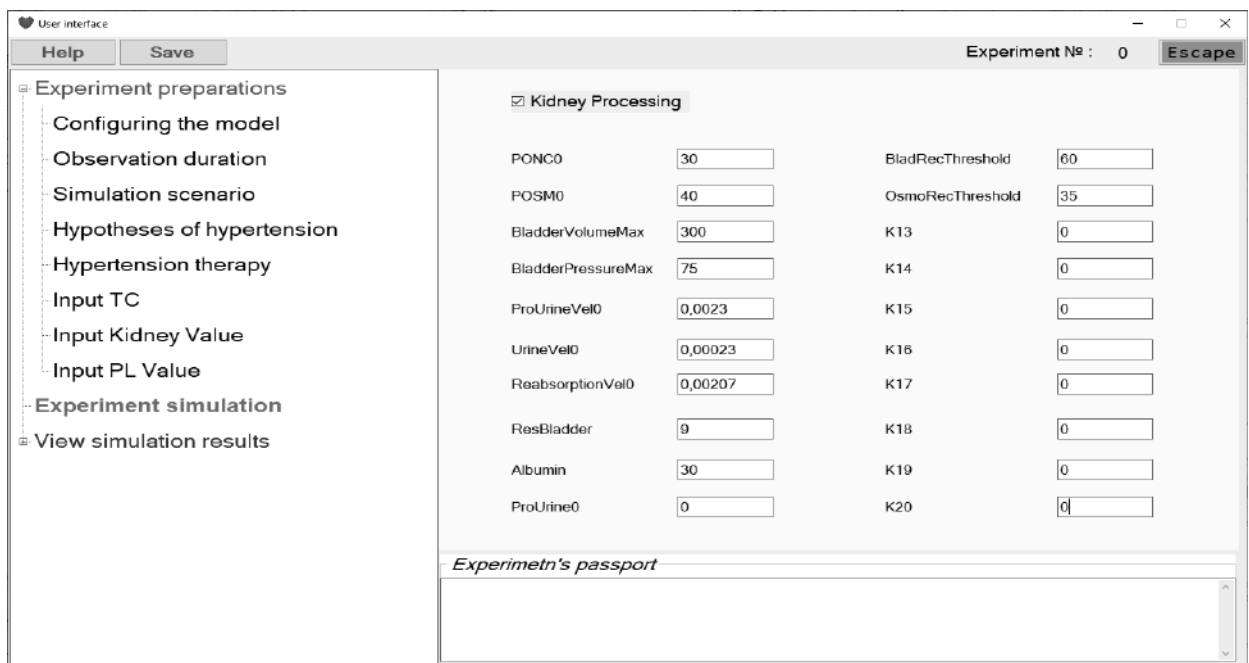 User interface
Help Save Experiment № : 0 Escape
Experiment preparations
Configuring the model
Observation duration
Simulation scenario
Hypotheses of hypertension
Hypertension therapy
Input TC
Input Kidney Value
Input PL Value
Experiment simulation
View simulation results
Kidney Processing
PONC0 30 BladRecThreshold 60
POSM0 40 OsmoRecThreshold 35
BladderVolumeMax 300 K13 0
BladderPressureMax 75 K14 0
ProUrineVel0 0,0023 K15 0
UrineVel0 0,00023 K16 0
ReabsorptionVel0 0,00207 K17 0
ResBladder 9 K18 0
Albumin 30 K19 0
ProUrine0 0 K20 0
Experimetn's passport